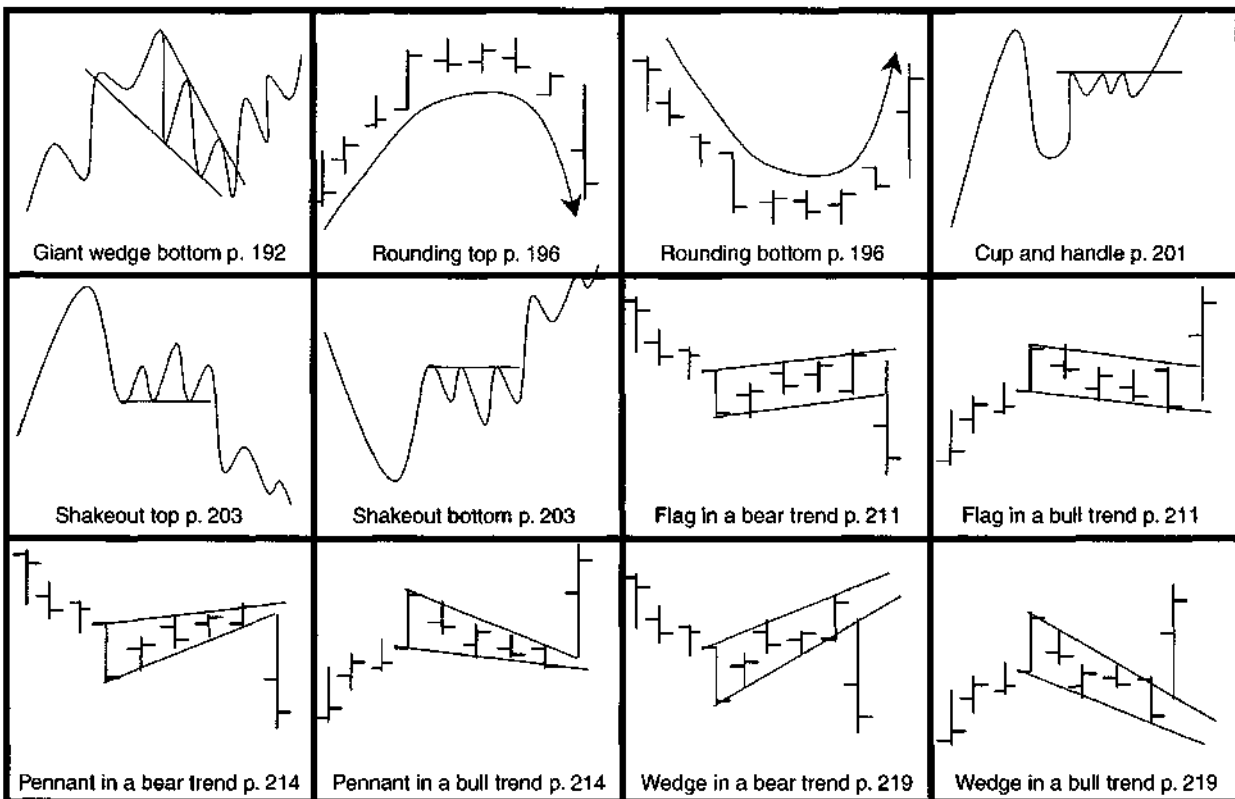 Giant wedge bottom p. 192
Rounding top p. 196
Rounding bottom p. 196
Cup and handle p. 201
Shakeout top p. 203
Shakeout bottom p. 203
Flag in a bear trend p. 211
Flag in a bull trend p. 211
Pennant in a bear trend p. 214
Pennant in a bull trend p. 214
Wedge in a bear trend p. 219
Wedge in a bull trend p. 219